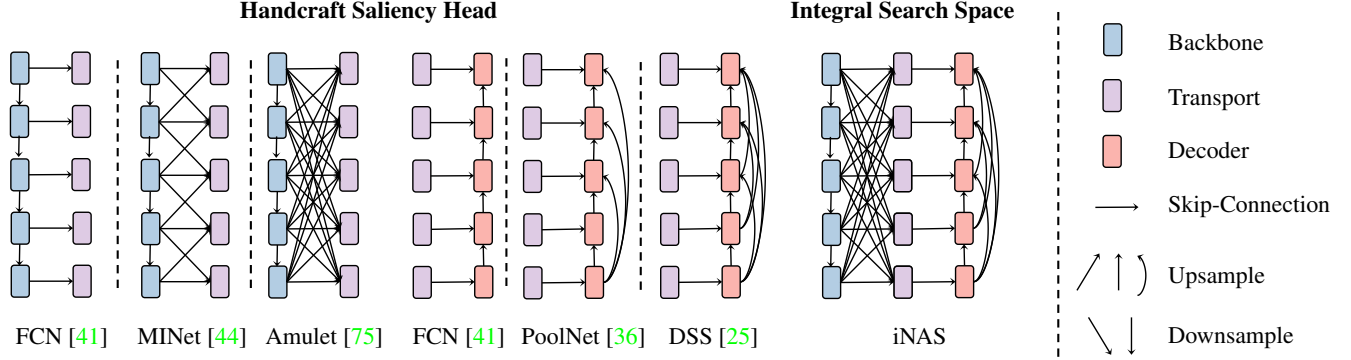 Handcraft Saliency Head
Integral Search Space
Backbone
Transport
Decoder
Skip-Connection
Upsample
Downsample
FCN [41]
MINet [44]
Amulet [75]
FCN [41]
PoolNet [36]
DSS [25]
iNAS